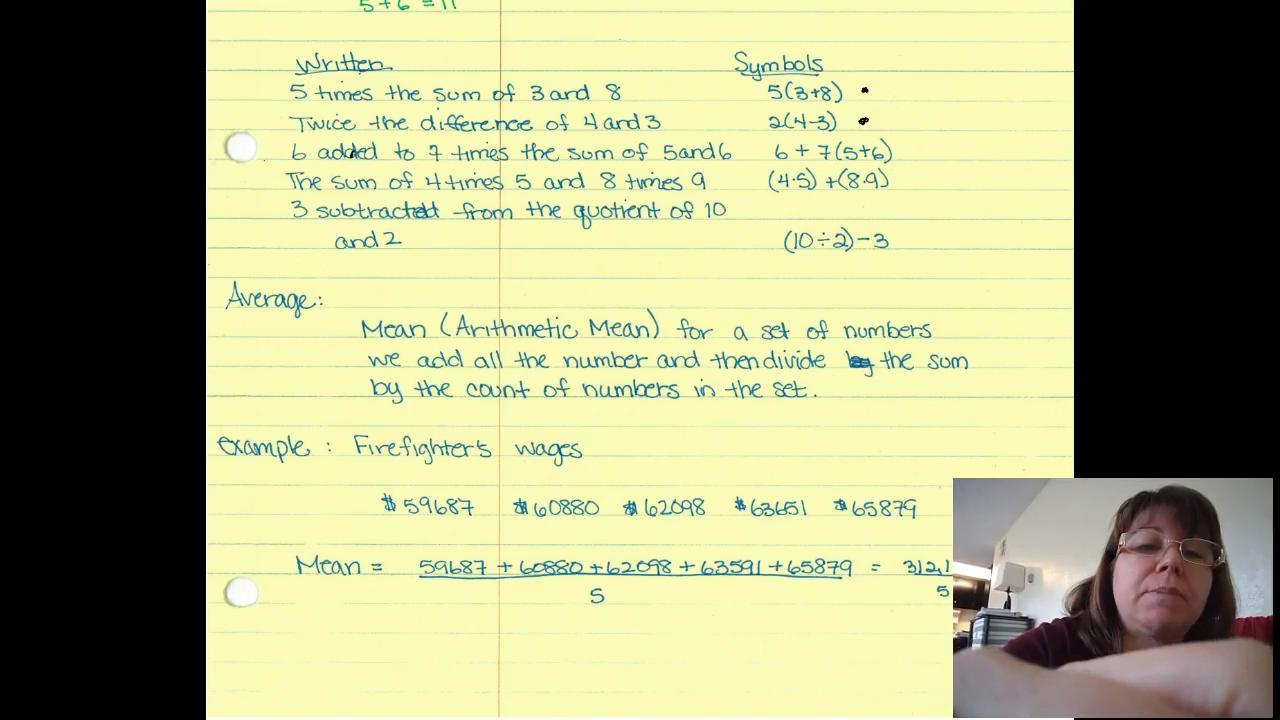 5+6 = 11
Written Symbols
5 times the sum of 3 and 8 5(3+8)
Twice the difference of 4 and 3 2(4-3)
6 added to 7 times the sum of 5 and 6 6 + 7(5+6)
The sum of 4 times 5 and 8 times 9 (4·5) + (8·9)
3 subtracted from the quotient of 10
and 2 (10÷2)-3
Average:
Mean (Arithmetic Mean) for a set of numbers
we add all the number and then divide the sum
by the count of numbers in the set.
Example: Firefighter's wages
$59687 $60880 $62098 $63651 $65879
Mean = 59687 + 60880 + 62098 + 63591 + 65879 = 312,1
5 5